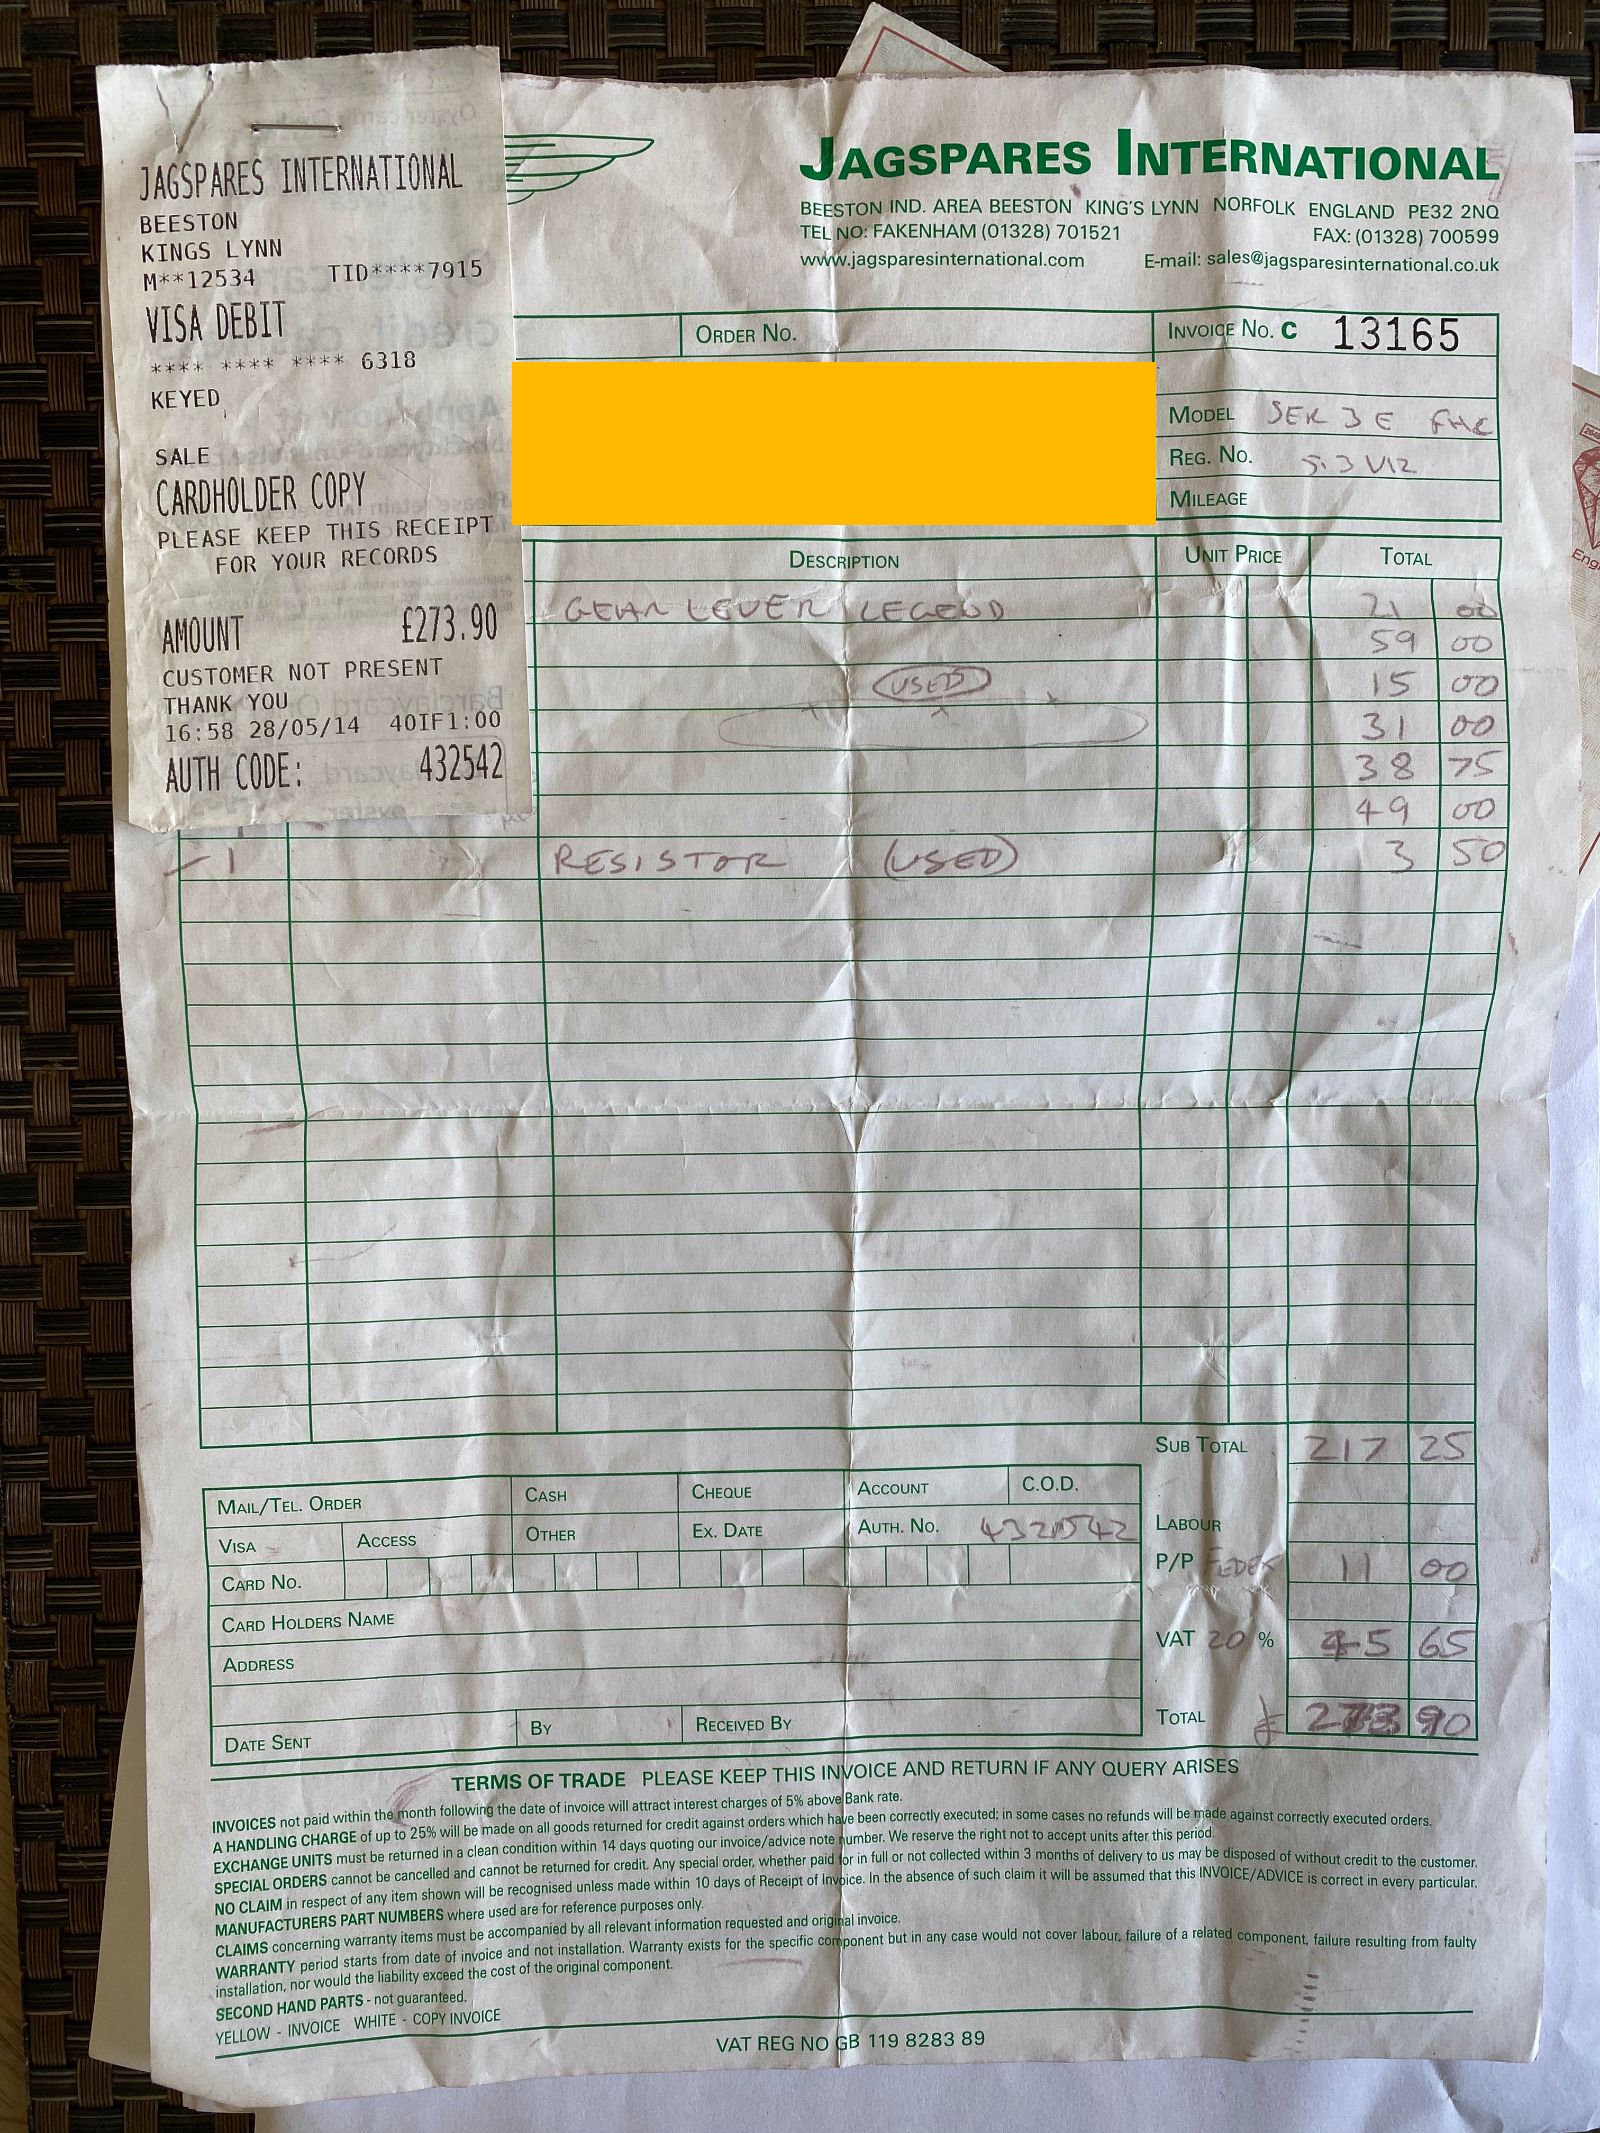 JAGSPARES INTERNATIONAL
BEESTON
KINGS LYNN
M**12534 TID****7915
VISA DEBIT
**** **** **** 6318
KEYED
SALE
CARDHOLDER COPY
PLEASE KEEP THIS RECEIPT
FOR YOUR RECORDS
AMOUNT £273.90
CUSTOMER NOT PRESENT
THANK YOU
16:58 28/05/14 40IF1:00
AUTH CODE: 432542
JAGSPARES INTERNATIONAL
BEESTON IND. AREA BEESTON KING'S LYNN NORFOLK ENGLAND PE32 2NQ
TEL NO: FAKENHAM (01328) 701521 FAX: (01328) 700599
www.jagsparesinternational.com E-mail: sales@jagsparesinternational.co.uk
ORDER No. INVOICE No. C 13165
MODEL SER 3 E FHC
REG. No. 5.3 V12
MILEAGE
DESCRIPTION UNIT PRICE TOTAL
GEAR LEVER LEGEND 21 00
59 00
USED 15 00
31 00
38 75
49 00
1 RESISTOR (USED) 3 50
SUB TOTAL 217 25
MAIL/TEL. ORDER CASH CHEQUE ACCOUNT C.O.D.
VISA ACCESS OTHER EX. DATE AUTH. No. 432542 LABOUR
CARD No. P/P FEDEX 11 00
CARD HOLDERS NAME
VAT 20 % 45 65
ADDRESS
TOTAL £ 273 90
DATE SENT BY RECEIVED BY
TERMS OF TRADE PLEASE KEEP THIS INVOICE AND RETURN IF ANY QUERY ARISES
INVOICES not paid within the month following the date of invoice will attract interest charges of 5% above Bank rate.
A HANDLING CHARGE of up to 25% will be made on all goods returned for credit against orders which have been correctly executed; in some cases no refunds will be made against correctly executed orders.
EXCHANGE UNITS must be returned in a clean condition within 14 days quoting our invoice/advice note number. We reserve the right not to accept units after this period.
SPECIAL ORDERS cannot be cancelled and cannot be returned for credit. Any special order, whether paid for in full or not collected within 3 months of delivery to us may be disposed of without credit to the customer.
NO CLAIM in respect of any item shown will be recognised unless made within 10 days of Receipt of Invoice. In the absence of such claim it will be assumed that this INVOICE/ADVICE is correct in every particular.
MANUFACTURERS PART NUMBERS where used are for reference purposes only.
CLAIMS concerning warranty items must be accompanied by all relevant information requested and original invoice.
WARRANTY period starts from date of invoice and not installation. Warranty exists for the specific component but in any case would not cover labour, failure of a related component, failure resulting from faulty
installation, nor would the liability exceed the cost of the original component.
SECOND HAND PARTS - not guaranteed.
YELLOW - INVOICE WHITE - COPY INVOICE
VAT REG NO GB 119 8283 89